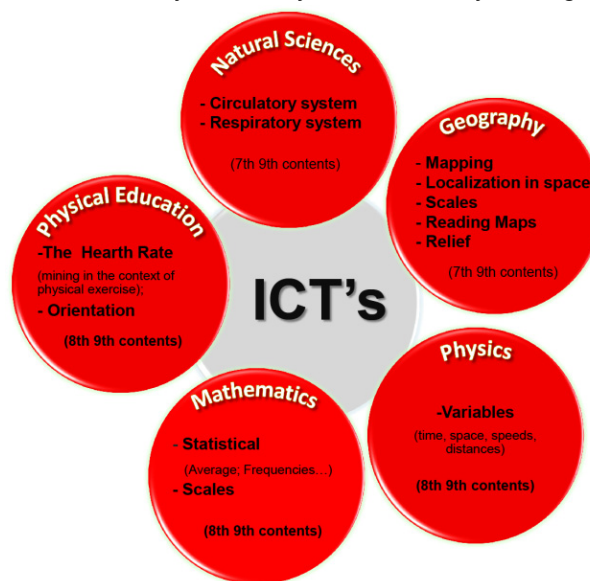 Natural Sciences
- Circulatory system
- Respiratory system
(7th 9th contents)
Geography
- Mapping
- Localization in space
- Scales
- Reading Maps
- Relief
(7th 9th contents)
Physical Education
-The Hearth Rate
(mining in the context of
physical exercise);
- Orientation
(8th 9th contents)
ICT's
Physics
-Variables
(time, space, speeds,
distances)
(8th 9th contents)
Mathematics
- Statistical
(Average; Frequencies...)
- Scales
(8th 9th contents)